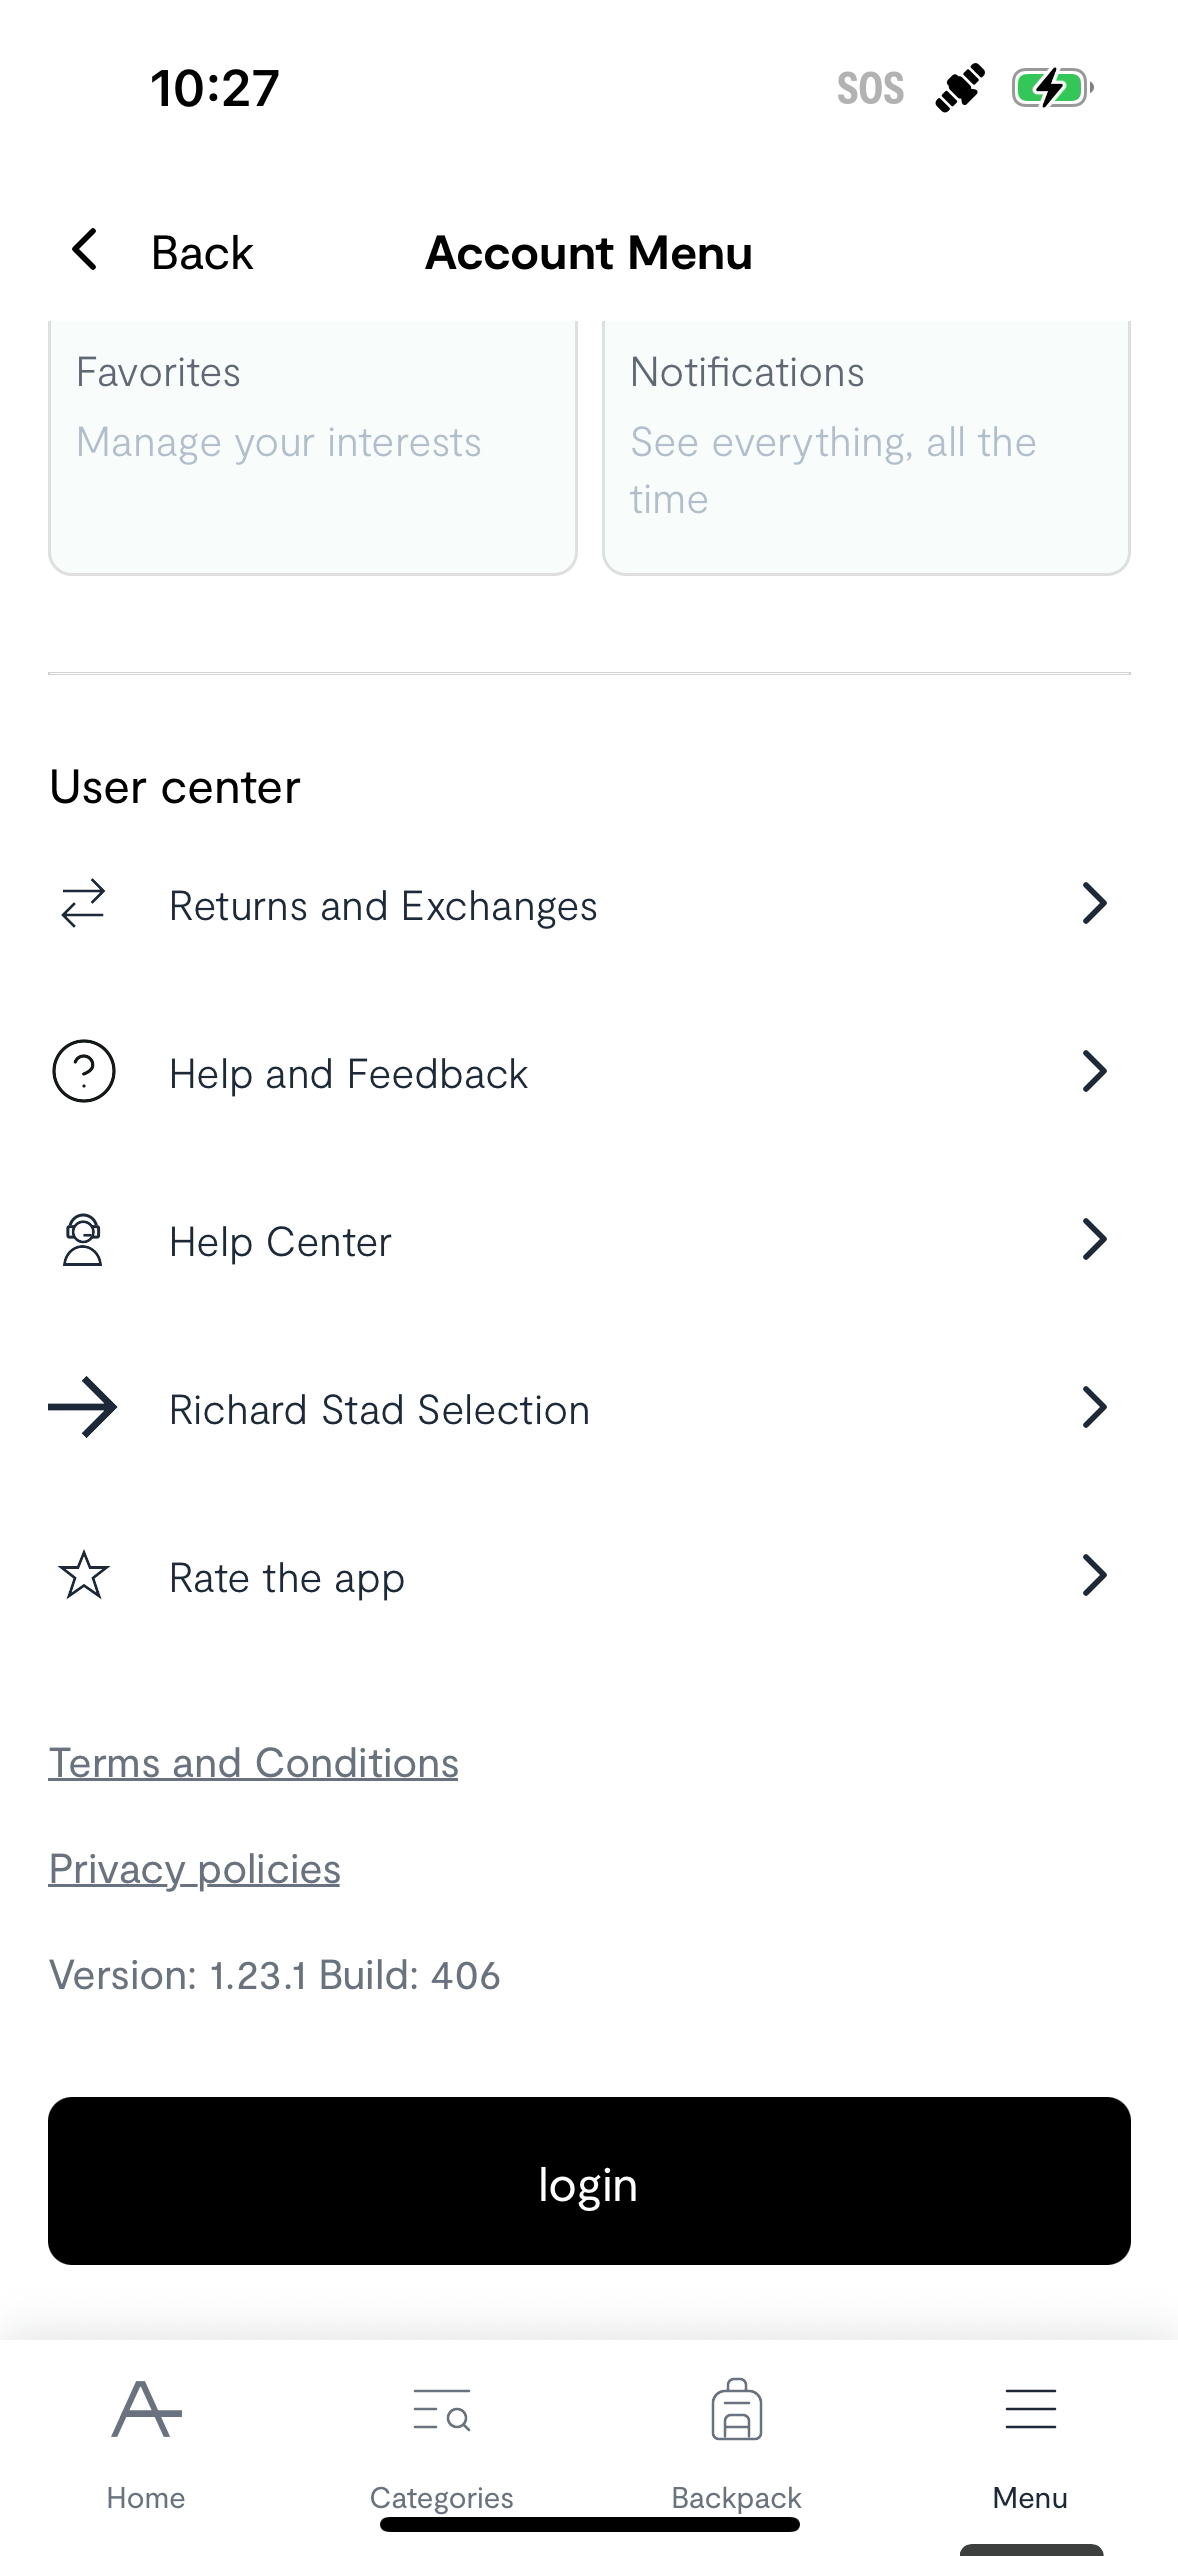 10:27
SOS
Back
Account Menu
Favorites
Manage your interests
Notifications
See everything, all the
time
User center
Returns and Exchanges
Help and Feedback
Help Center
Richard Stad Selection
Rate the app
Terms and Conditions
Privacy policies
Version: 1.23.1 Build: 406
login
Home
Categories
Backpack
Menu